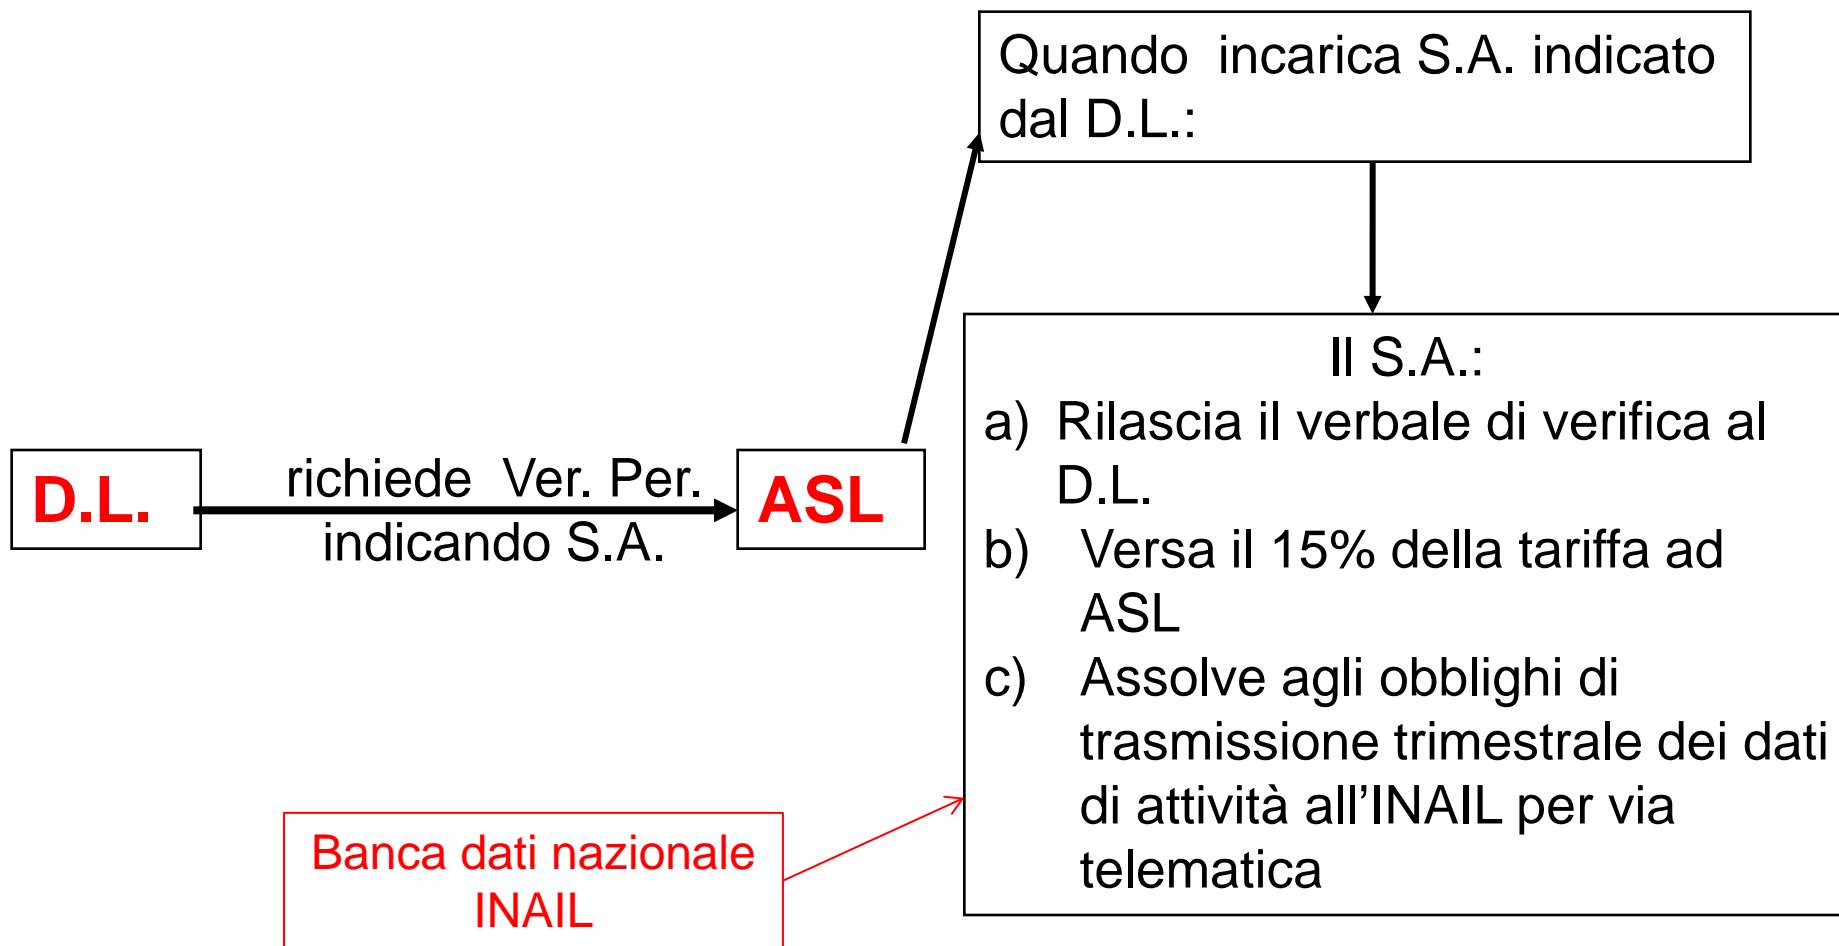 Quando incarica S.A. indicato
dal D.L.:
D.L.
richiede Ver. Per.
indicando S.A.
ASL
Il S.A.:
a) Rilascia il verbale di verifica al
D.L.
b) Versa il 15% della tariffa ad
ASL
c) Assolve agli obblighi di
trasmissione trimestrale dei dati
di attività all’INAIL per via
telematica
Banca dati nazionale
INAIL